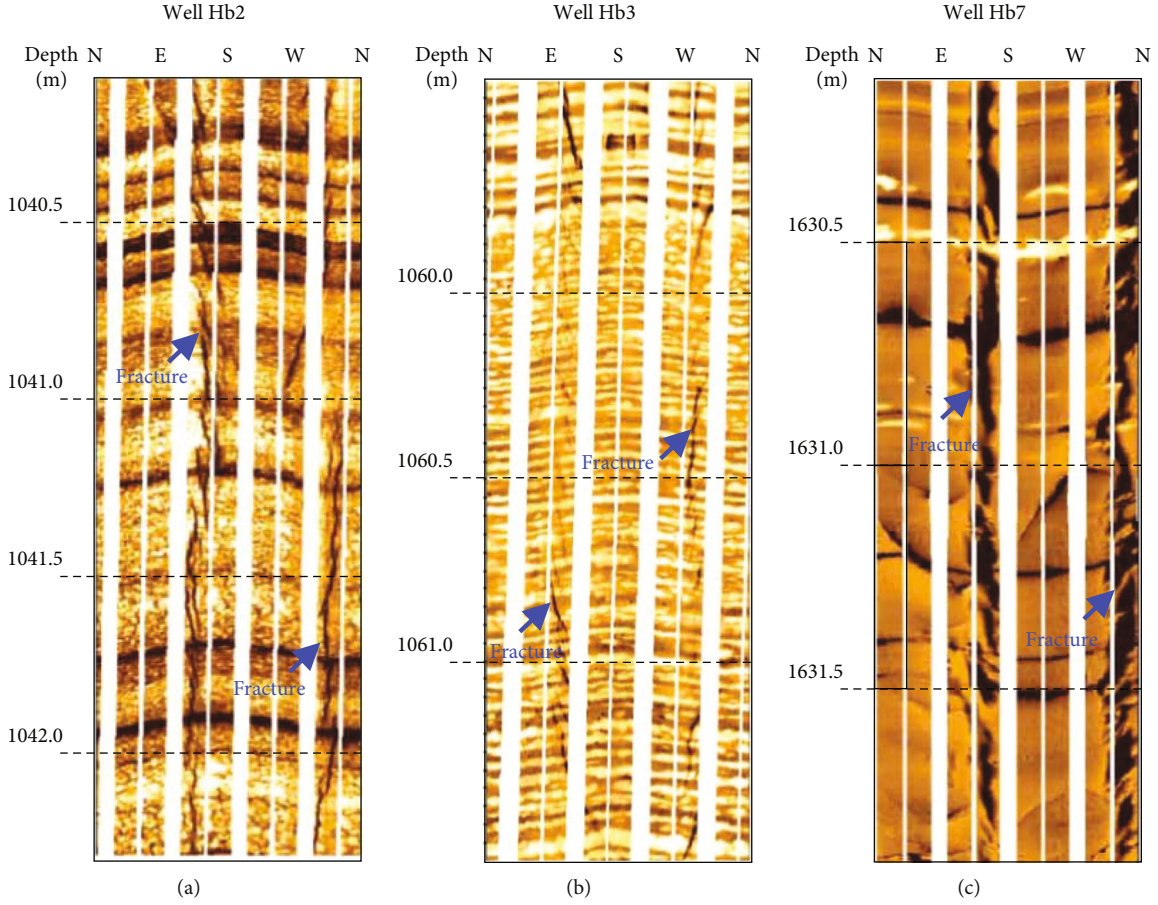 Well Hb2
Depth
(m)
N E S W N
1040.5
Fracture
1041.0
1041.5
Fracture
1042.0
(a)
Well Hb3
Depth
(m)
N E S W N
1060.0
Fracture
1060.5
Fracture
1061.0
(b)
Well Hb7
Depth
(m)
N E S W N
1630.5
Fracture
1631.0
Fracture
1631.5
(c)